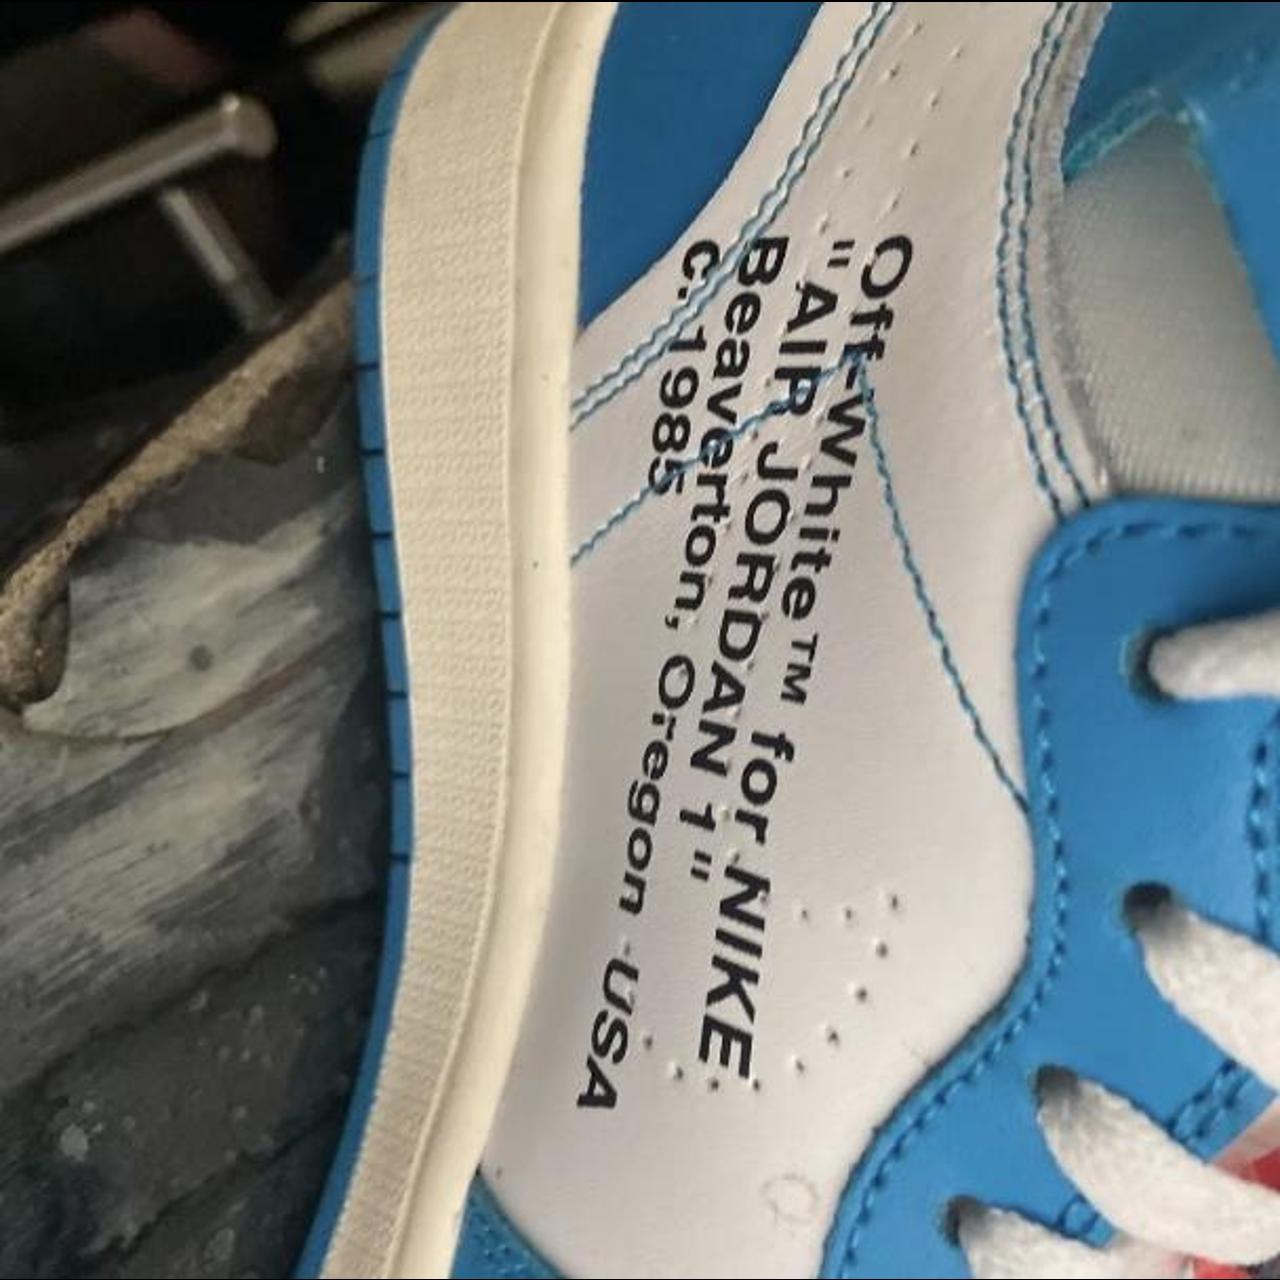 Off-White™ for NIKE
"AIR JORDAN 1"
Beaverton, Oregon USA
c. 1985